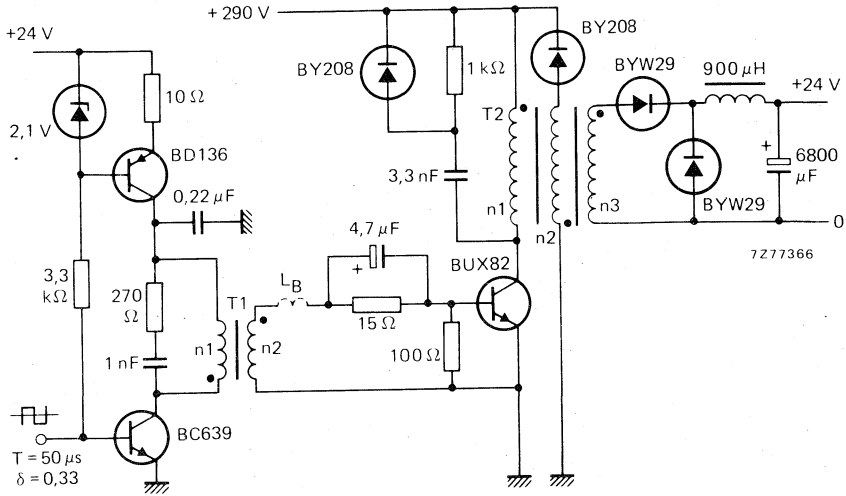 + 290 V
+24 V
BY208
BY208
1 kΩ
10 Ω
BYW29
900 µH
+24 V
T2
2,1 V
BD136
3,3 nF
6800
µF
+
0,22 µF
BYW29
n1
n2
n3
0
4,7 µF
+
7Z77366
BUX82
3,3
kΩ
270
Ω
T1
LB
15 Ω
n1
n2
100 Ω
1 nF
BC639
T = 50 µs
δ = 0,33